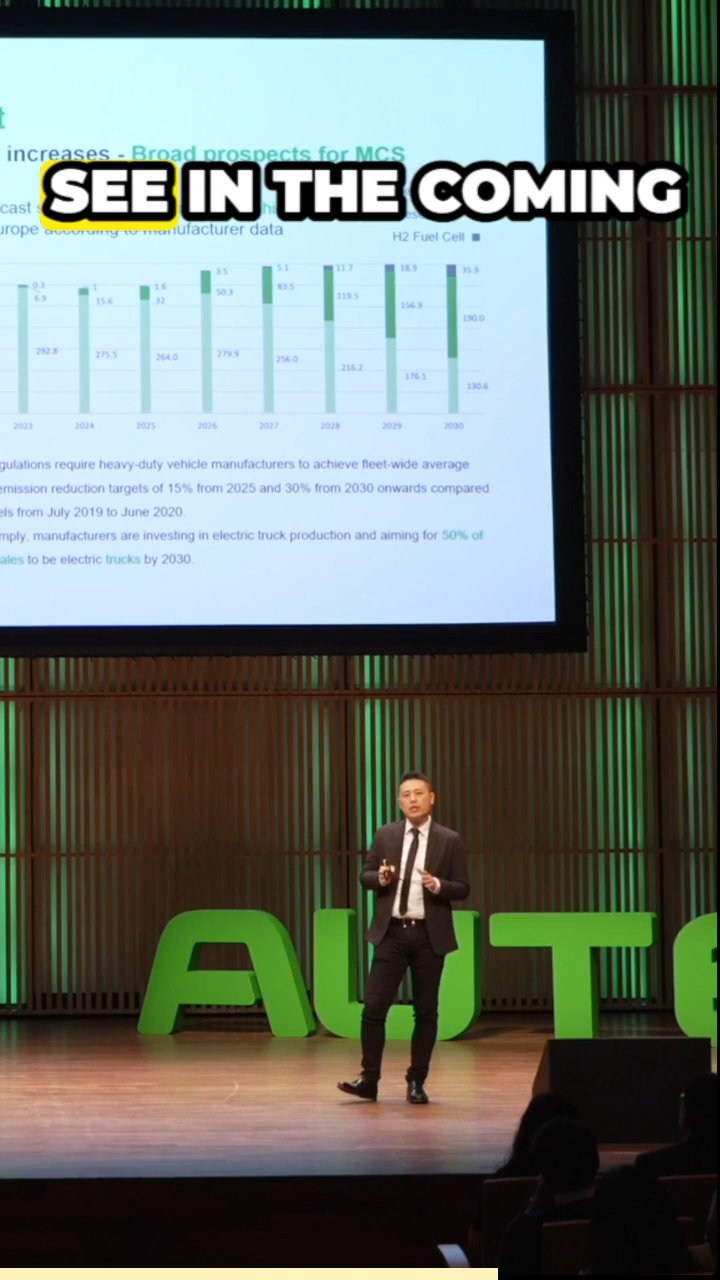 t
increases - Broad prospects for MCS
SEE IN THE COMING
cast
urope according to manufacturer data
H2 Fuel Cell
0.3 1 1.6 3.5 5.1 11.7 18.9 35.9
6.9 15.6 32 50.3 83.5 119.5 156.9 190.0
292.8 275.5 264.0 279.9 256.0 216.2 176.1 130.6
2023 2024 2025 2026 2027 2028 2029 2030
gulations require heavy-duty vehicle manufacturers to achieve fleet-wide average
emission reduction targets of 15% from 2025 and 30% from 2030 onwards compared
els from July 2019 to June 2020.
mply, manufacturers are investing in electric truck production and aiming for 50% of
ales to be electric trucks by 2030.
AUTE